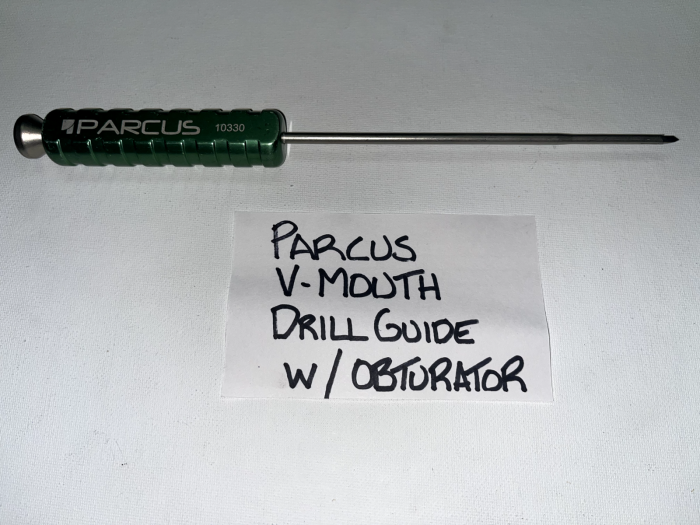 PARCUS 10330
PARCUS
V-MOUTH
DRILL GUIDE
W/ OBTURATOR